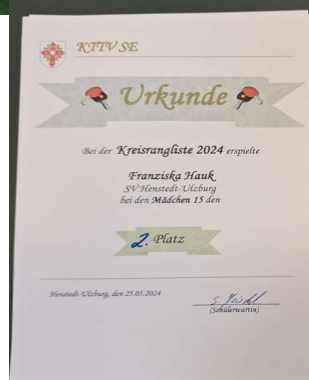 KTTV SE
Urkunde
Bei der Kreisrangliste 2024 erspielte
Franziska Hauk
SV Henstedt-Ulzburg
bei den Mädchen 15 den
2. Platz
Henstedt-Ulzburg, den 25.05.2024
(Schülerwartin)